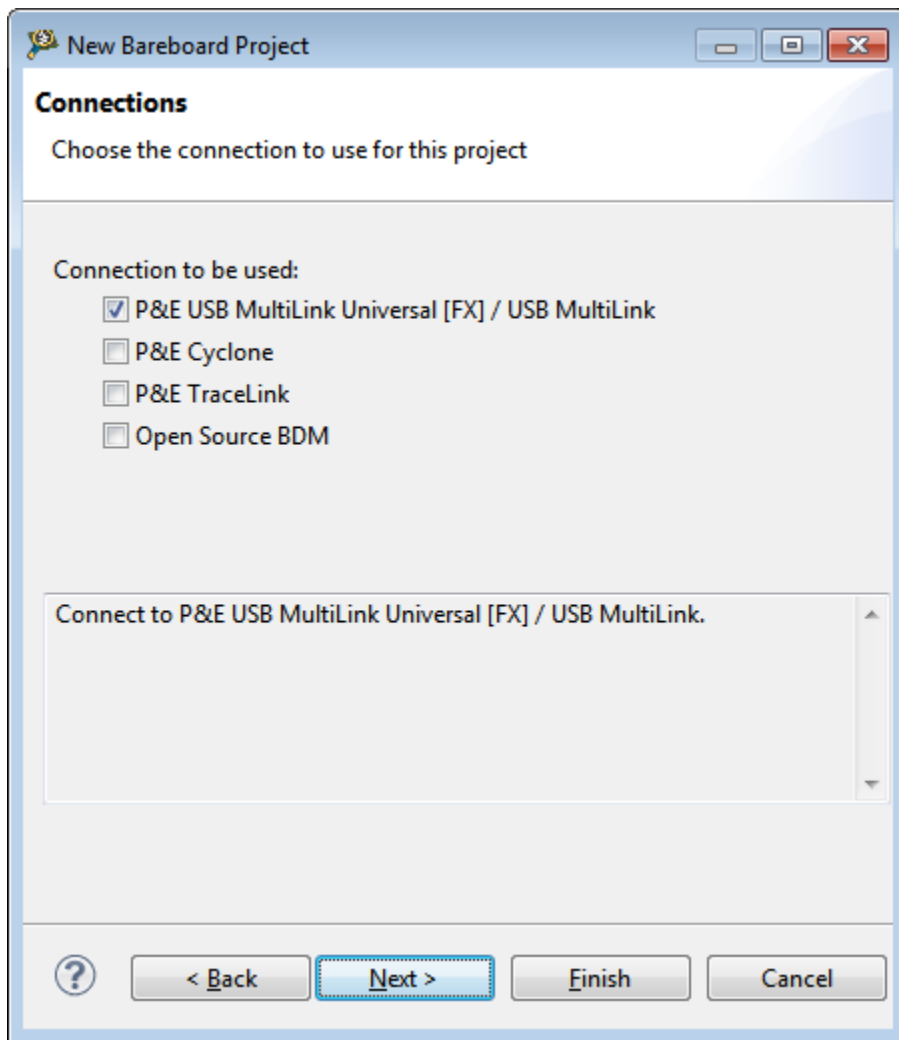 New Bareboard Project
Connections
Choose the connection to use for this project
Connection to be used:
P&E USB MultiLink Universal [FX] / USB MultiLink
P&E Cyclone
P&E TraceLink
Open Source BDM
Connect to P&E USB MultiLink Universal [FX] / USB MultiLink.
? < Back Next > Finish Cancel